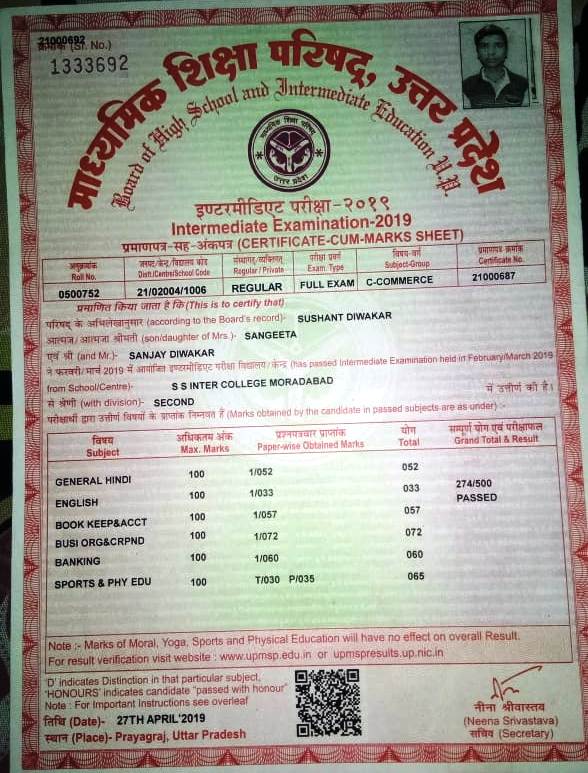 21000692
क्रमांक (Sr. No.)
1333692
माध्यमिक शिक्षा परिषद्, उत्तर प्रदेश
Board of High School and Intermediate Education U.P.
माध्यमिक शिक्षा परिषद
उत्तर प्रदेश
इण्टरमीडिएट परीक्षा-२०१९
Intermediate Examination-2019
प्रमाणपत्र-सह-अंकपत्र (CERTIFICATE-CUM-MARKS SHEET)
अनुक्रमांक जनपद/केन्द्र/विद्यालय कोड संस्थागत/व्यक्तिगत परीक्षा प्रवर्ग विषय-वर्ग प्रमाणपत्र क्रमांक
Roll No. Distt./Centre/School Code Regular / Private Exam. Type Subject-Group Certificate No.
0500752 21/02004/1006 REGULAR FULL EXAM C-COMMERCE 21000687
प्रमाणित किया जाता है कि(This is to certify that)
परिषद के अभिलेखानुसार (according to the Board's record)- SUSHANT DIWAKAR
आत्मज/आत्मजा श्रीमती (son/daughter of Mrs.)- SANGEETA
एवं श्री (and Mr.)- SANJAY DIWAKAR
ने फरवरी/मार्च 2019 में आयोजित इण्टरमीडिएट परीक्षा विद्यालय/केन्द्र (has passed Intermediate Examination held in February/March 2019
from School/Centre)- S S INTER COLLEGE MORADABAD में उत्तीर्ण की है।
से श्रेणी (with division)- SECOND
परीक्षार्थी द्वारा उत्तीर्ण विषयों के प्राप्तांक निम्नवत हैं (Marks obtained by the candidate in passed subjects are as under) :-
विषय अधिकतम अंक प्रश्नपत्रवार प्राप्तांक योग सम्पूर्ण योग एवं परीक्षाफल
Subject Max. Marks Paper-wise Obtained Marks Total Grand Total & Result
GENERAL HINDI 100 1/052 052
ENGLISH 100 1/033 033 274/500
PASSED
BOOK KEEP&ACCT 100 1/057 057
BUSI ORG&CRPND 100 1/072 072
BANKING 100 1/060 060
SPORTS & PHY EDU 100 T/030 P/035 065
Note :- Marks of Moral, Yoga, Sports and Physical Education will have no effect on overall Result.
For result verification visit website : www.upmsp.edu.in or upmspresults.up.nic.in
'D' indicates Distinction in that particular subject,
'HONOURS' indicates candidate "passed with honour"
Note : For Important Instructions see overleaf
तिथि (Date)- 27TH APRIL'2019
स्थान (Place)- Prayagraj, Uttar Pradesh
नीना श्रीवास्तव
(Neena Srivastava)
सचिव (Secretary)